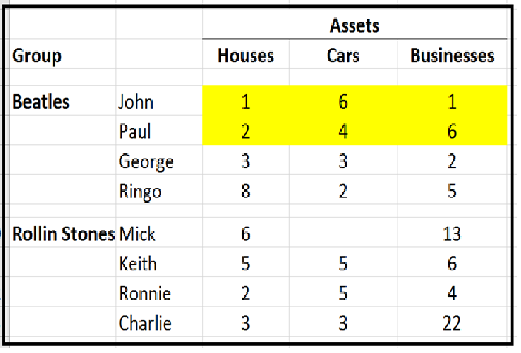 Assets
Group Houses Cars Businesses
Beatles John 1 6 1
Paul 2 4 6
George 3 3 2
Ringo 8 2 5
Rollin Stones Mick 6 13
Keith 5 5 6
Ronnie 2 5 4
Charlie 3 3 22